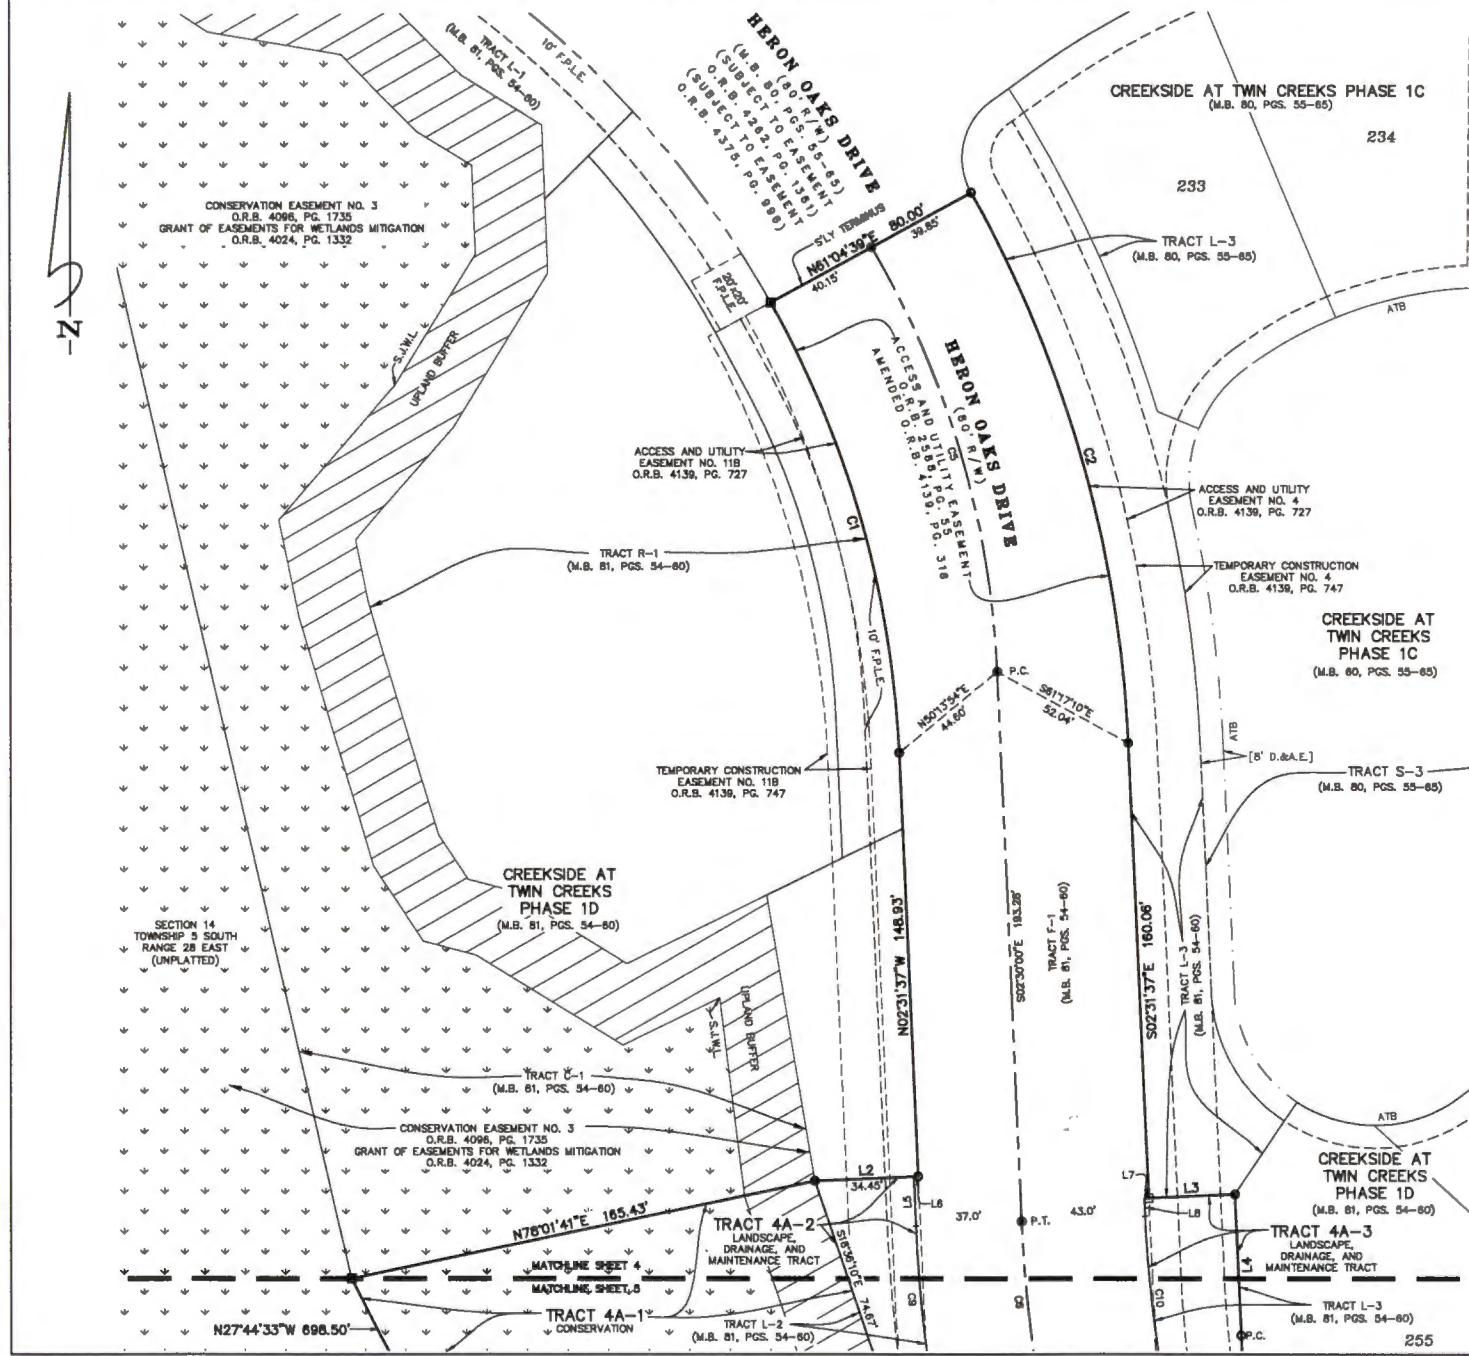 TRACT L-1
(M.B. 81, PGS. 54-60)
10' F.P.L.E.
HERON OAKS DRIVE
(80' R/W)
(M.B. 80, PGS. 55-65)
(SUBJECT TO EASEMENT
O.R.B. 4262, PG. 1361)
(SUBJECT TO EASEMENT
O.R.B. 4375, PG. 996)
CREEKSIDE AT TWIN CREEKS PHASE 1C
(M.B. 80, PGS. 55-65)
234
233
N
CONSERVATION EASEMENT NO. 3
O.R.B. 4096, PG. 1735
GRANT OF EASEMENTS FOR WETLANDS MITIGATION
O.R.B. 4024, PG. 1332
S'LY TERMINUS
N61°04'39"E 80.00'
39.85'
40.15'
TRACT L-3
(M.B. 80, PGS. 55-65)
20'x20'
F.P.L.E.
ATB
S.J.W.L.
UPLAND BUFFER
HERON OAKS DRIVE
(80' R/W)
C5
ACCESS AND UTILITY EASEMENT
O.R.B. 2588, PG. 55
AMENDED O.R.B. 4139, PG. 318
ACCESS AND UTILITY
EASEMENT NO. 11B
O.R.B. 4139, PG. 727
C2
ACCESS AND UTILITY
EASEMENT NO. 4
O.R.B. 4139, PG. 727
C1
TRACT R-1
(M.B. 81, PGS. 54-60)
TEMPORARY CONSTRUCTION
EASEMENT NO. 4
O.R.B. 4139, PG. 747
CREEKSIDE AT
TWIN CREEKS
PHASE 1C
(M.B. 80, PGS. 55-65)
10' F.P.L.E.
P.C.
N50°13'54"E
44.60'
S61°17'10"E
52.04'
ATB
[8' D.&A.E.]
TRACT S-3
(M.B. 80, PGS. 55-65)
TEMPORARY CONSTRUCTION
EASEMENT NO. 11B
O.R.B. 4139, PG. 747
CREEKSIDE AT
TWIN CREEKS
PHASE 1D
(M.B. 81, PGS. 54-60)
SECTION 14
TOWNSHIP 5 SOUTH
RANGE 28 EAST
(UNPLATTED)
N02°31'37"W 148.93'
S02°30'00"E 193.28'
TRACT F-1
(M.B. 81, PGS. 54-60)
S02°31'37"E 160.06'
TRACT L-3
(M.B. 81, PGS. 54-60)
S.J.W.L.
UPLAND BUFFER
TRACT C-1
(M.B. 81, PGS. 54-60)
CONSERVATION EASEMENT NO. 3
O.R.B. 4096, PG. 1735
GRANT OF EASEMENTS FOR WETLANDS MITIGATION
O.R.B. 4024, PG. 1332
ATB
CREEKSIDE AT
TWIN CREEKS
PHASE 1D
(M.B. 81, PGS. 54-60)
L2
34.45'
L5
L6
L7
L3
L8
37.0'
P.T.
43.0'
N78°01'41"E 165.43'
TRACT 4A-2
LANDSCAPE,
DRAINAGE, AND
MAINTENANCE TRACT
TRACT 4A-3
LANDSCAPE,
DRAINAGE, AND
MAINTENANCE TRACT
L4
MATCHLINE SHEET 4
MATCHLINE SHEET 5
S18°36'10"E 74.67'
C9
C6
C10
TRACT 4A-1
CONSERVATION
N27°44'33"W 698.50'
TRACT L-2
(M.B. 81, PGS. 54-60)
TRACT L-3
(M.B. 81, PGS. 54-60)
P.C.
255